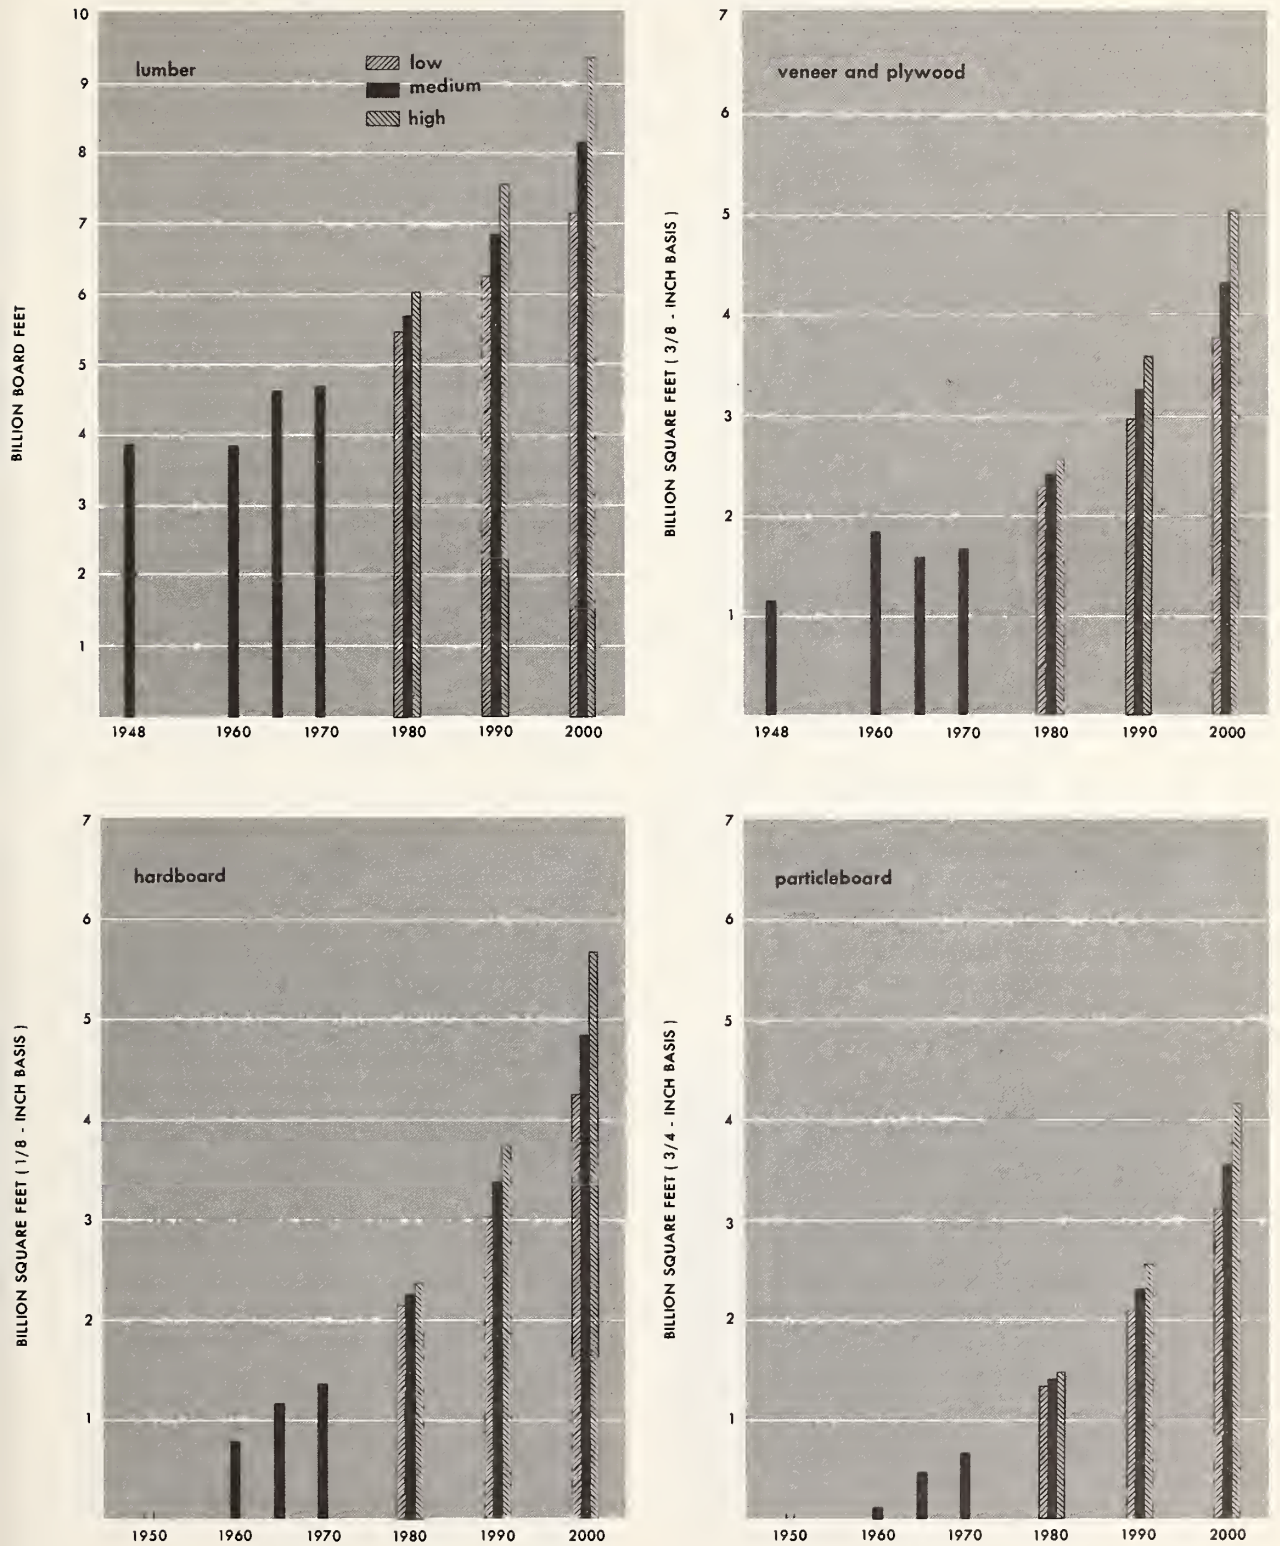 BILLION BOARD FEET
10
9
8
7
6
5
4
3
2
1
lumber
low
medium
high
1948 1960 1970 1980 1990 2000
BILLION SQUARE FEET ( 3/8 - INCH BASIS )
7
6
5
4
3
2
1
veneer and plywood
1948 1960 1970 1980 1990 2000
BILLION SQUARE FEET ( 1/8 - INCH BASIS )
7
6
5
4
3
2
1
hardboard
1950 1960 1970 1980 1990 2000
BILLION SQUARE FEET ( 3/4 - INCH BASIS )
7
6
5
4
3
2
1
particleboard
1950 1960 1970 1980 1990 2000